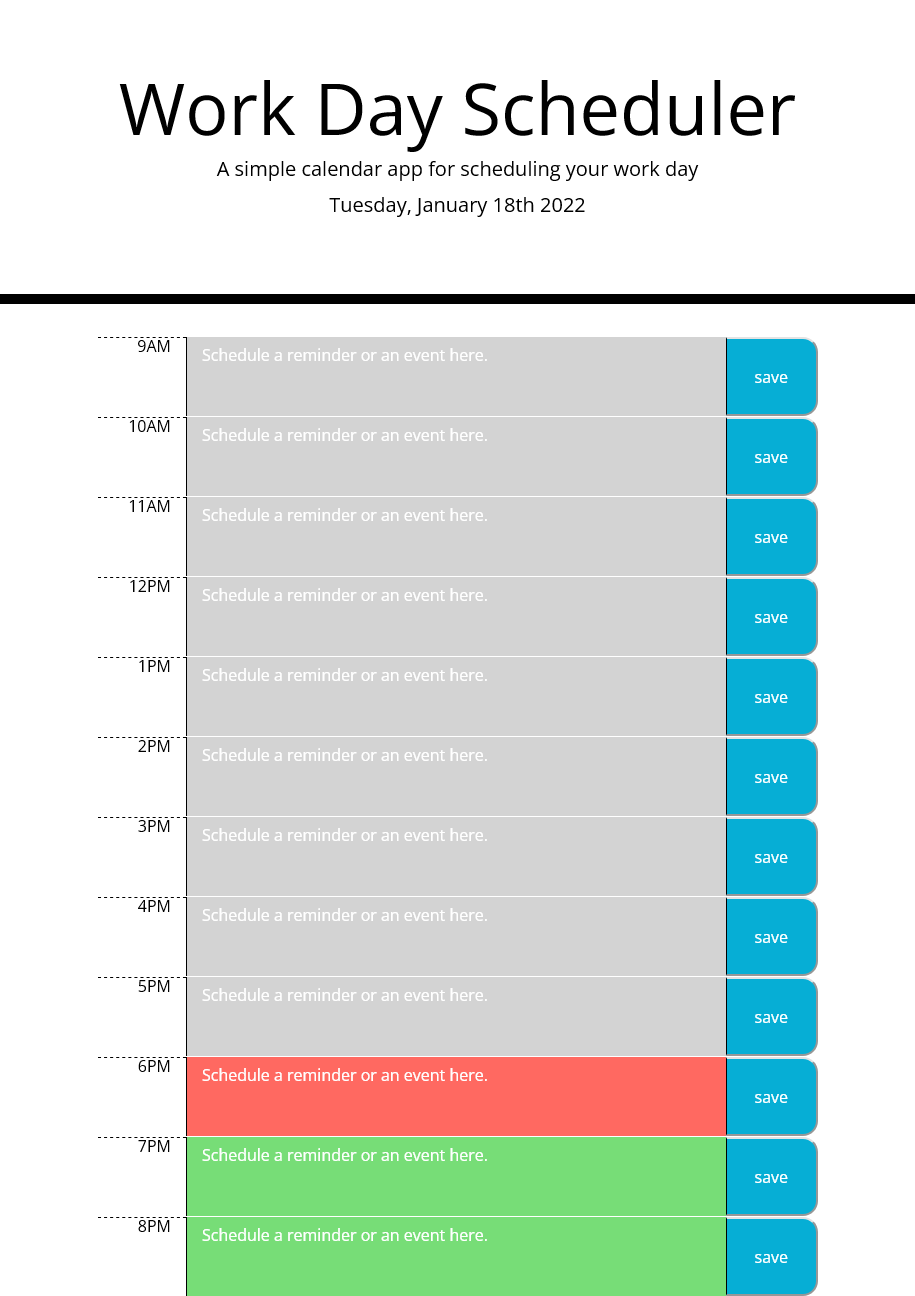 Work Day Scheduler
A simple calendar app for scheduling your work day
Tuesday, January 18th 2022
9AM Schedule a reminder or an event here. save
10AM Schedule a reminder or an event here. save
11AM Schedule a reminder or an event here. save
12PM Schedule a reminder or an event here. save
1PM Schedule a reminder or an event here. save
2PM Schedule a reminder or an event here. save
3PM Schedule a reminder or an event here. save
4PM Schedule a reminder or an event here. save
5PM Schedule a reminder or an event here. save
6PM Schedule a reminder or an event here. save
7PM Schedule a reminder or an event here. save
8PM Schedule a reminder or an event here. save